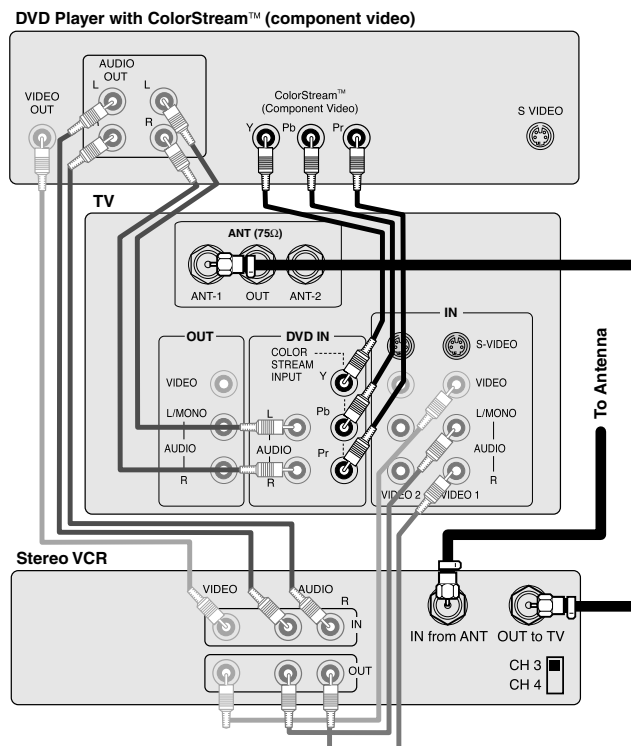 DVD Player with ColorStream™ (component video)
AUDIO
OUT
L
L
VIDEO
OUT
R
ColorStream™
(Component Video)
Y
Pb
Pr
S VIDEO
TV
ANT (75Ω)
ANT-1
OUT
ANT-2
IN
OUT
DVD IN
COLOR
STREAM
INPUT
Y
S-VIDEO
VIDEO
VIDEO
L/MONO
L
Pb
L/MONO
AUDIO
AUDIO
AUDIO
R
R
Pr
R
VIDEO 2
VIDEO 1
To Antenna
Stereo VCR
VIDEO
AUDIO
R
IN
IN from ANT
OUT to TV
OUT
CH 3
CH 4